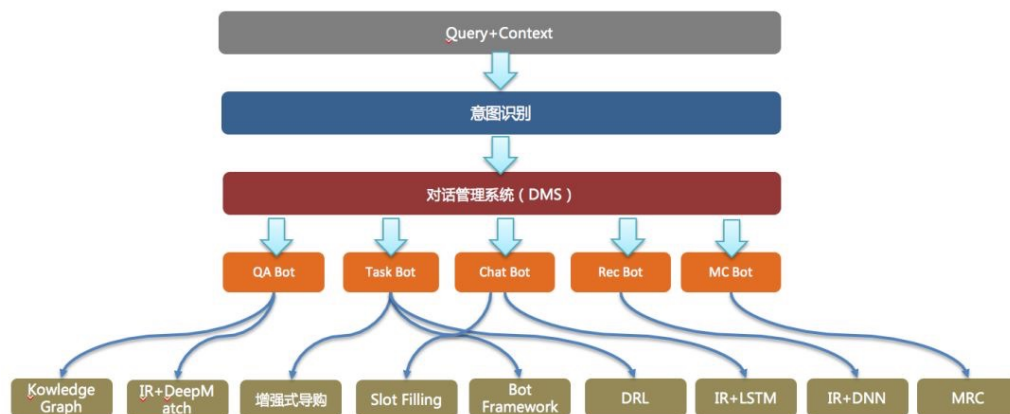 Query+Context
意图识别
对话管理系统（DMS）
QA Bot
Task Bot
Chat Bot
Rec Bot
MC Bot
Kowledge
Graph
IR+DeepM
atch
增强式导购
Slot Filling
Bot
Framework
DRL
IR+LSTM
IR+DNN
MRC